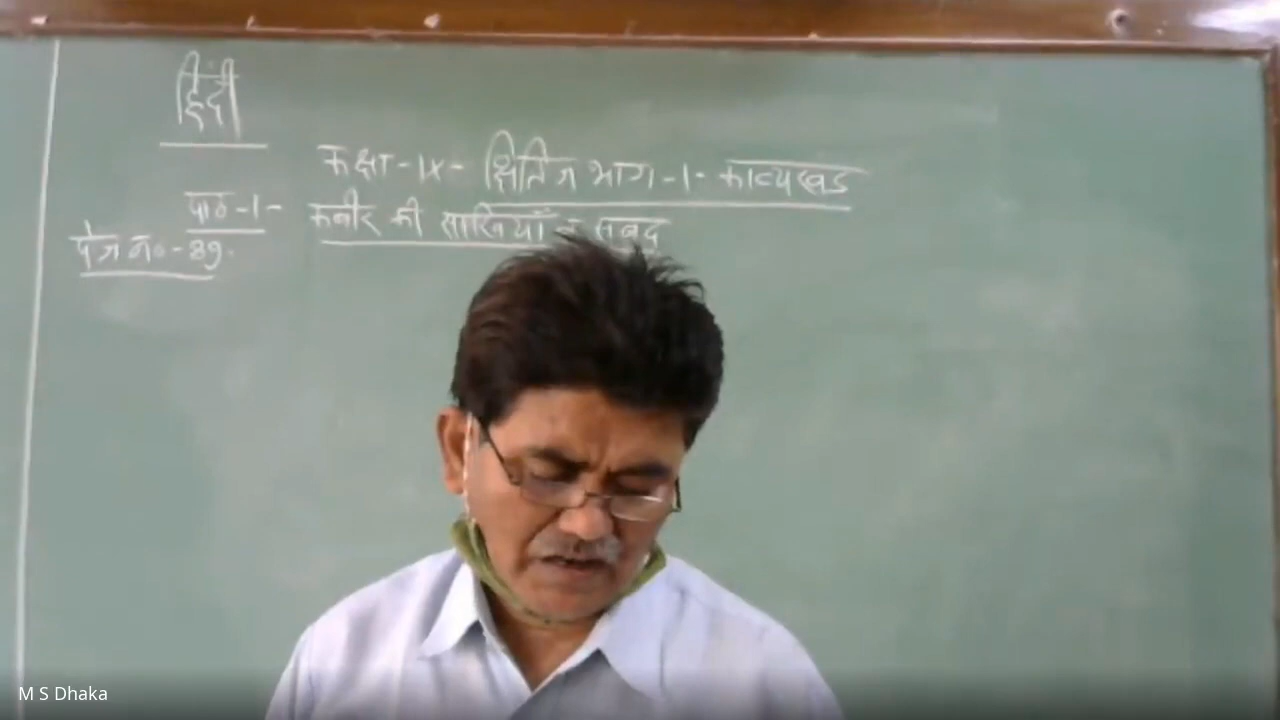 हिंदी
कक्षा-IX- क्षितिज भाग-1- काव्यखंड
पाठ-1- कबीर की साखियाँ व सबद
पेज नं०-89.
M S Dhaka